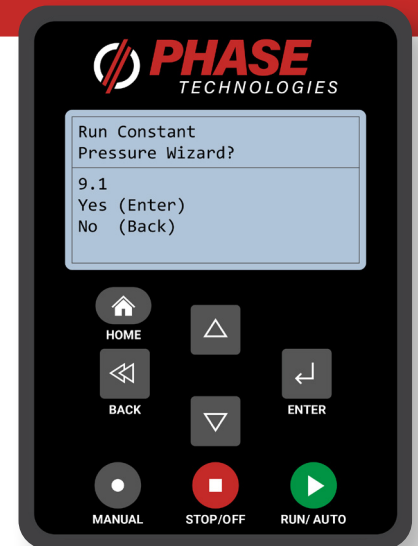 PHASE
TECHNOLOGIES
Run Constant
Pressure Wizard?
9.1
Yes (Enter)
No (Back)
HOME
BACK
ENTER
MANUAL
STOP/OFF
RUN/ AUTO